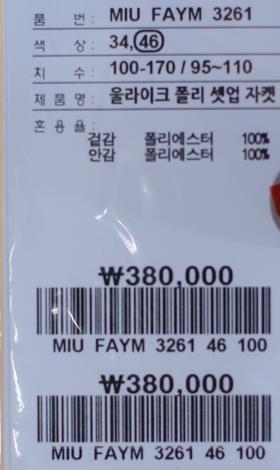 품 번 : MIU FAYM 3261
색 상 : 34,46
치 수 : 100-170 / 95~110
제 품 명 : 울라이크 폴리 셋업 자켓
혼 용 율 :
겉감 폴리에스터 100%
안감 폴리에스터 100%
₩380,000
MIU FAYM 3261 46 100
₩380,000
MIU FAYM 3261 46 100